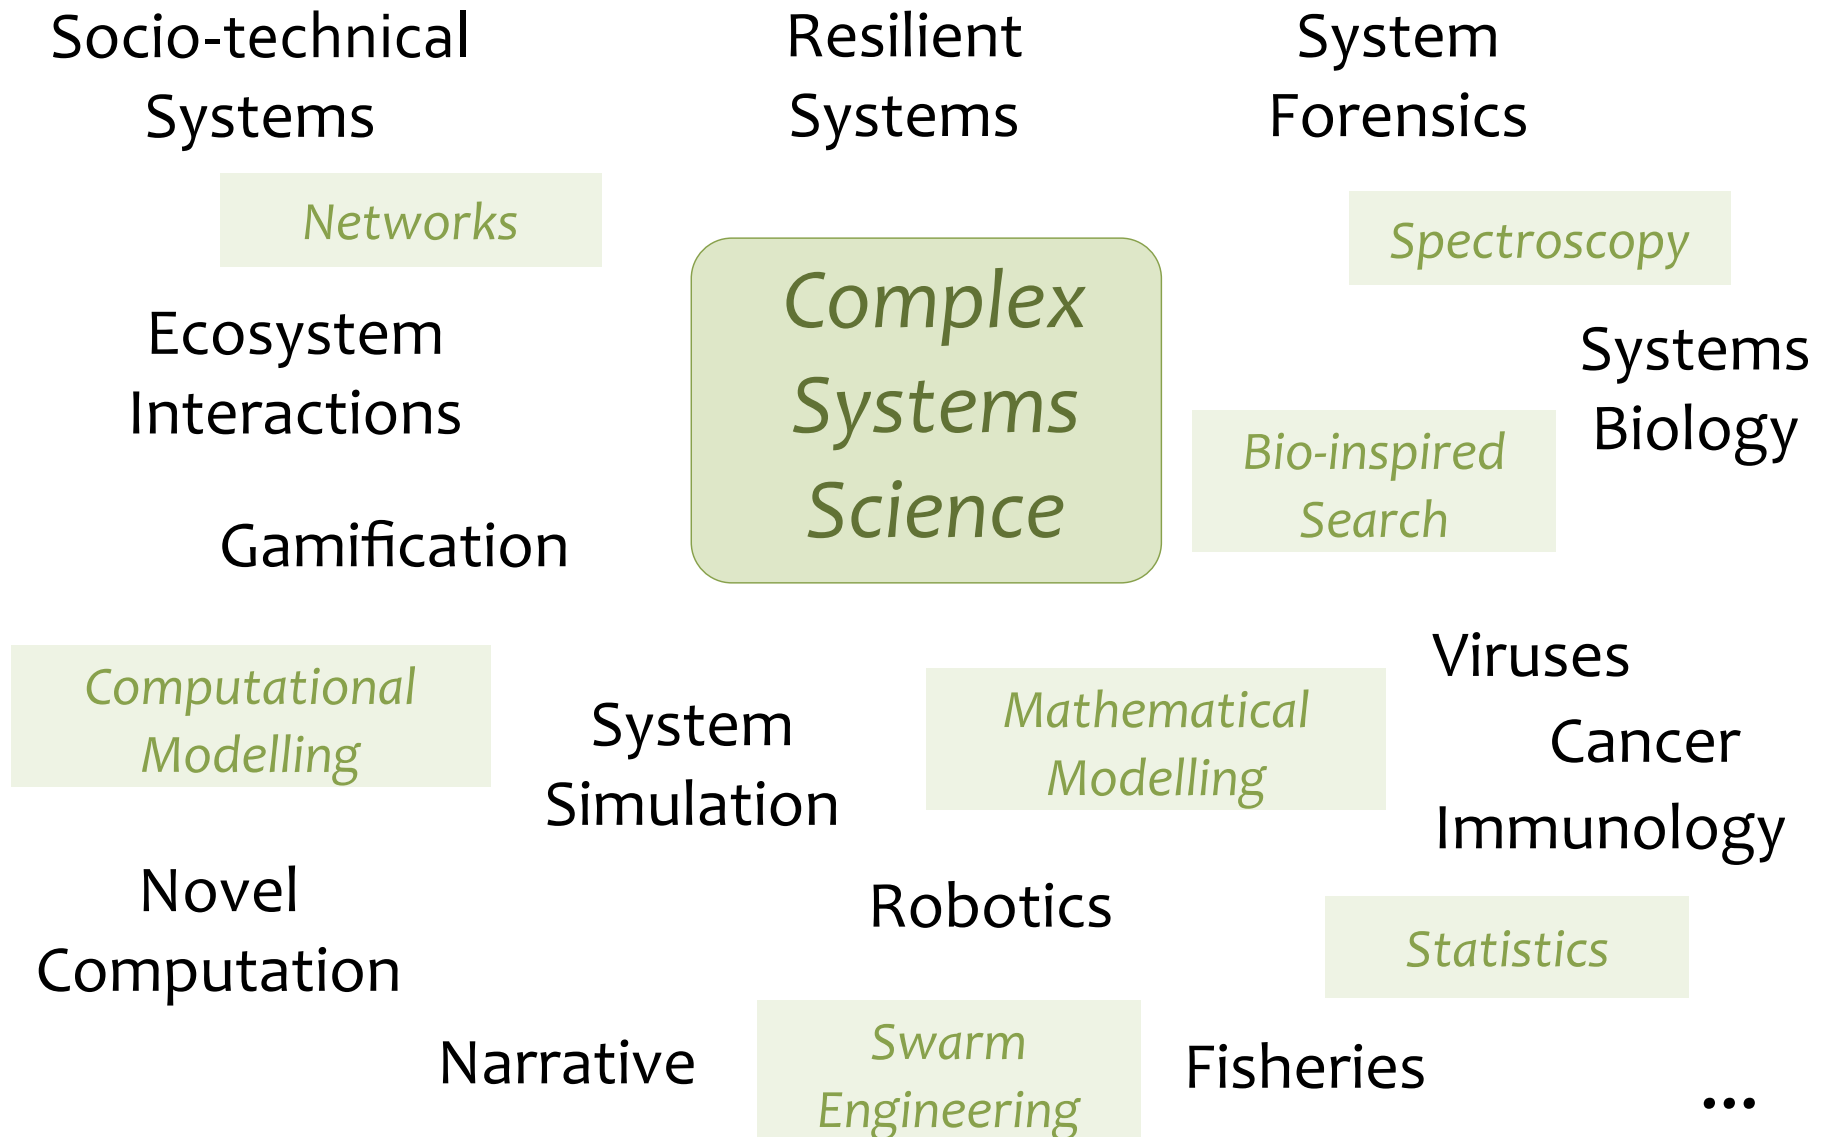 Socio-technical
Systems
Resilient
Systems
System
Forensics
Networks
Spectroscopy
Complex
Systems
Science
Ecosystem
Interactions
Systems
Biology
Bio-inspired
Search
Gamification
Computational
Modelling
System
Simulation
Mathematical
Modelling
Viruses
Cancer
Immunology
Novel
Computation
Robotics
Statistics
Narrative
Swarm
Engineering
Fisheries
...